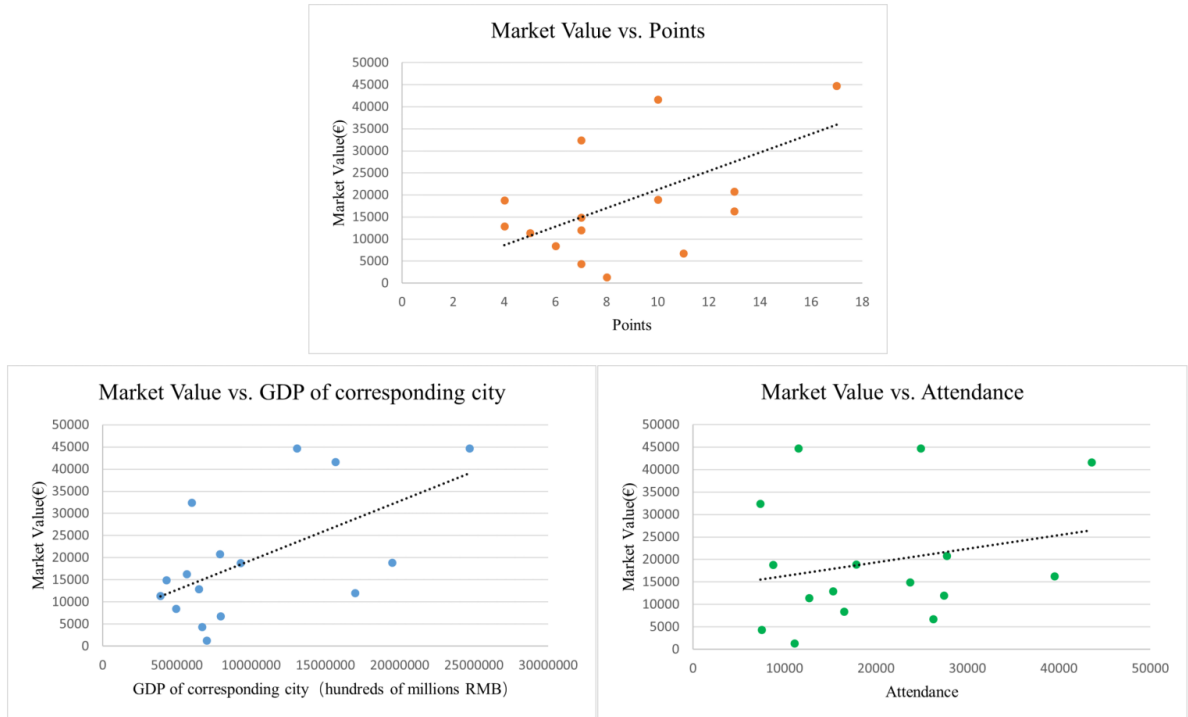 Market Value vs. Points
50000
45000
40000
35000
30000
25000
20000
15000
10000
5000
0
Market Value(€)
0 2 4 6 8 10 12 14 16 18
Points
Market Value vs. GDP of corresponding city
50000
45000
40000
35000
30000
25000
20000
15000
10000
5000
0
Market Value(€)
0 50000000 10000000 15000000 20000000 25000000 30000000
GDP of corresponding city（hundreds of millions RMB）
Market Value vs. Attendance
50000
45000
40000
35000
30000
25000
20000
15000
10000
5000
0
Market Value(€)
0 10000 20000 30000 40000 50000
Attendance